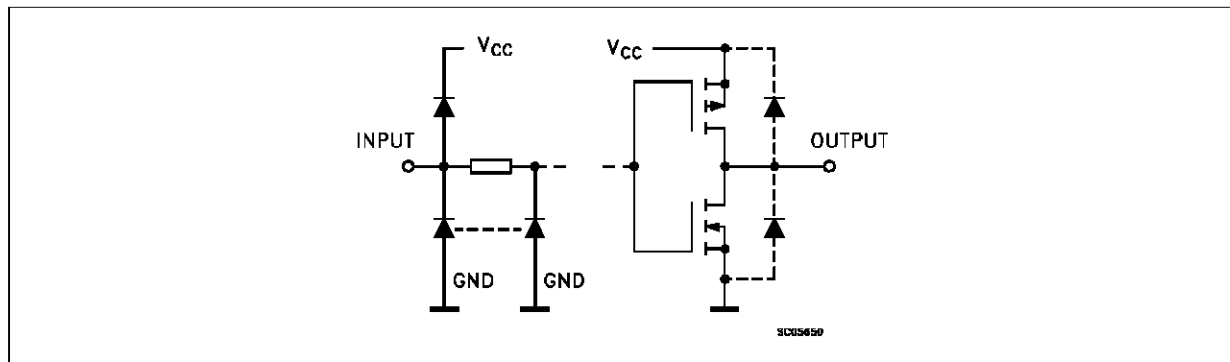 VCC
VCC
INPUT
OUTPUT
GND
GND
SC05650